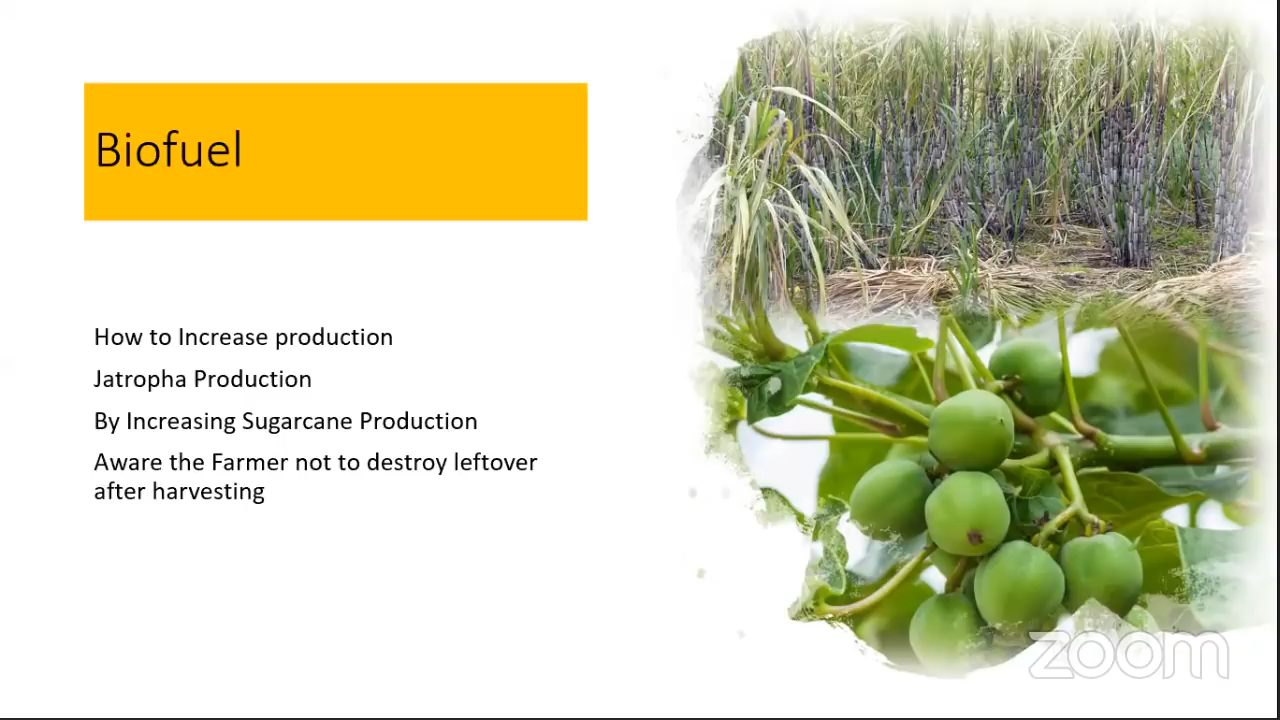 Biofuel
How to Increase production
Jatropha Production
By Increasing Sugarcane Production
Aware the Farmer not to destroy leftover
after harvesting
zoom